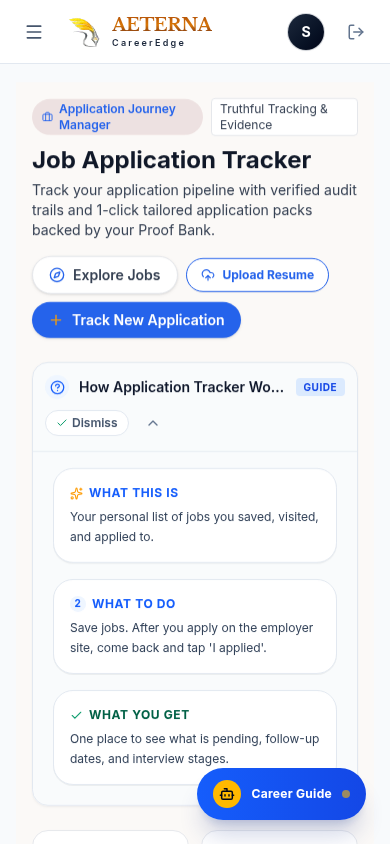 AETERNA
CareerEdge
S
Application Journey
Manager
Truthful Tracking &
Evidence
Job Application Tracker
Track your application pipeline with verified audit
trails and 1-click tailored application packs
backed by your Proof Bank.
Explore Jobs
Upload Resume
Track New Application
How Application Tracker Wo...
GUIDE
Dismiss
WHAT THIS IS
Your personal list of jobs you saved, visited,
and applied to.
2 WHAT TO DO
Save jobs. After you apply on the employer
site, come back and tap 'I applied'.
WHAT YOU GET
One place to see what is pending, follow-up
dates, and interview stages.
Career Guide